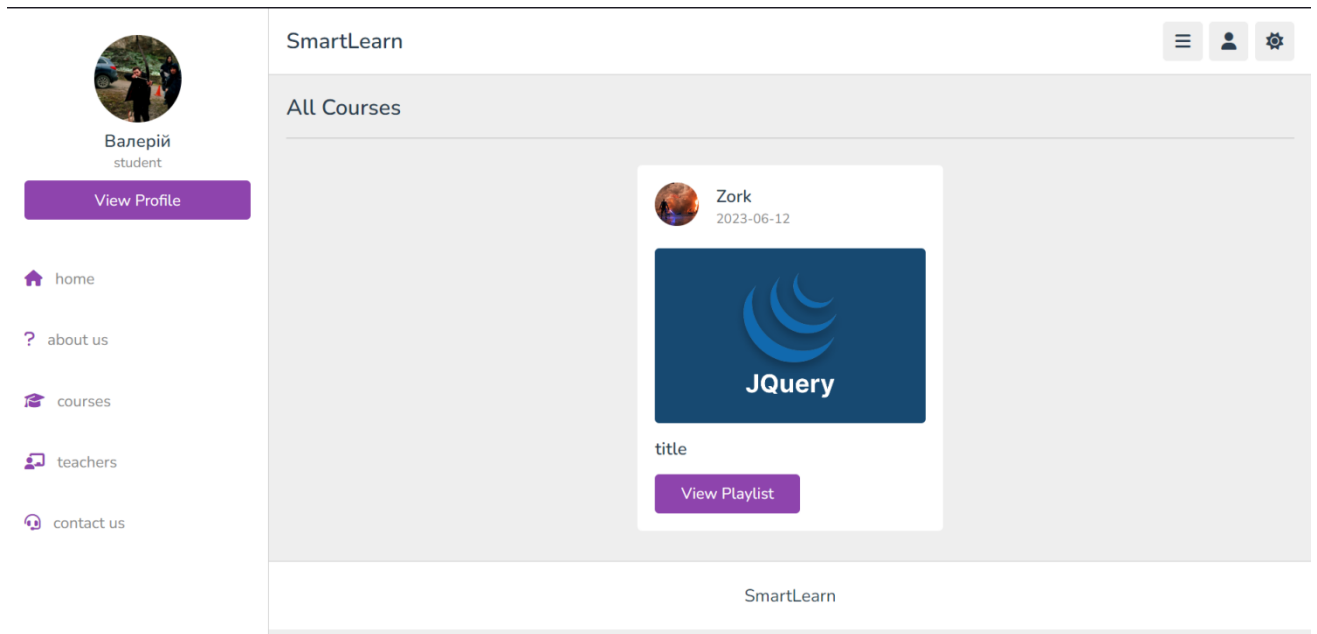 Валерій
student
View Profile
home
? about us
courses
teachers
contact us
SmartLearn
All Courses
Zork
2023-06-12
JQuery
title
View Playlist
SmartLearn